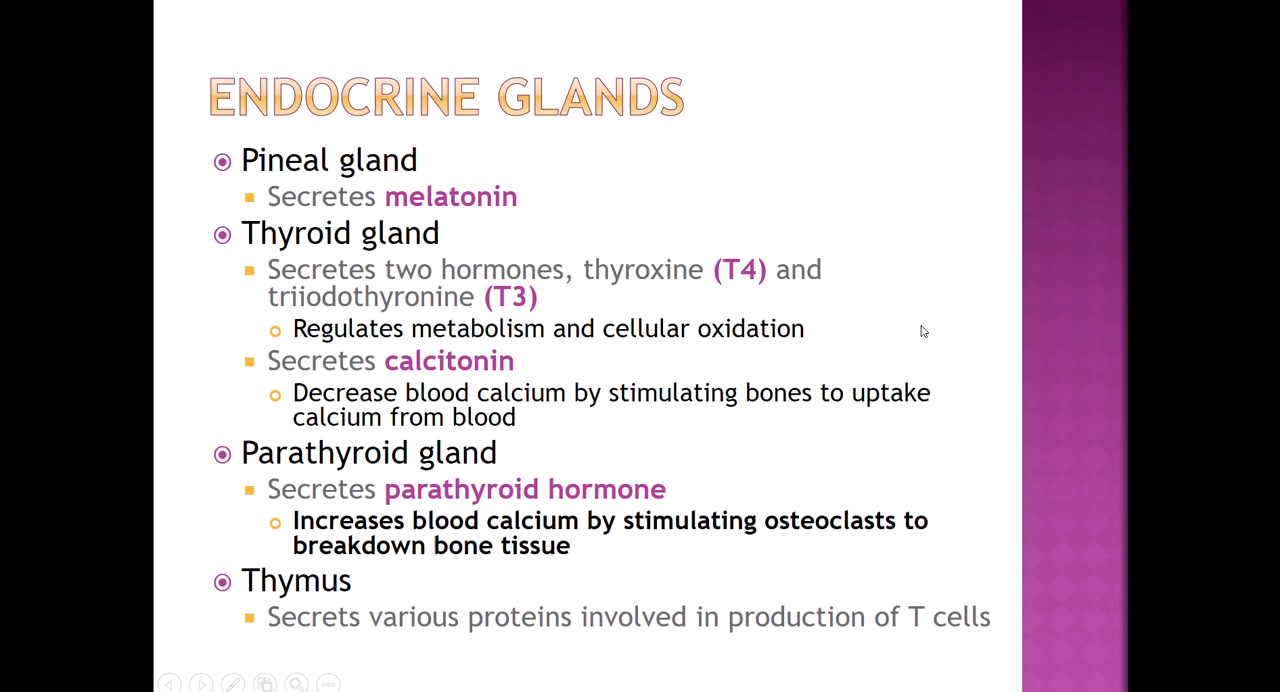 ENDOCRINE GLANDS
Pineal gland
Secretes melatonin
Thyroid gland
Secretes two hormones, thyroxine (T4) and
triiodothyronine (T3)
Regulates metabolism and cellular oxidation
Secretes calcitonin
Decrease blood calcium by stimulating bones to uptake
calcium from blood
Parathyroid gland
Secretes parathyroid hormone
Increases blood calcium by stimulating osteoclasts to
breakdown bone tissue
Thymus
Secrets various proteins involved in production of T cells